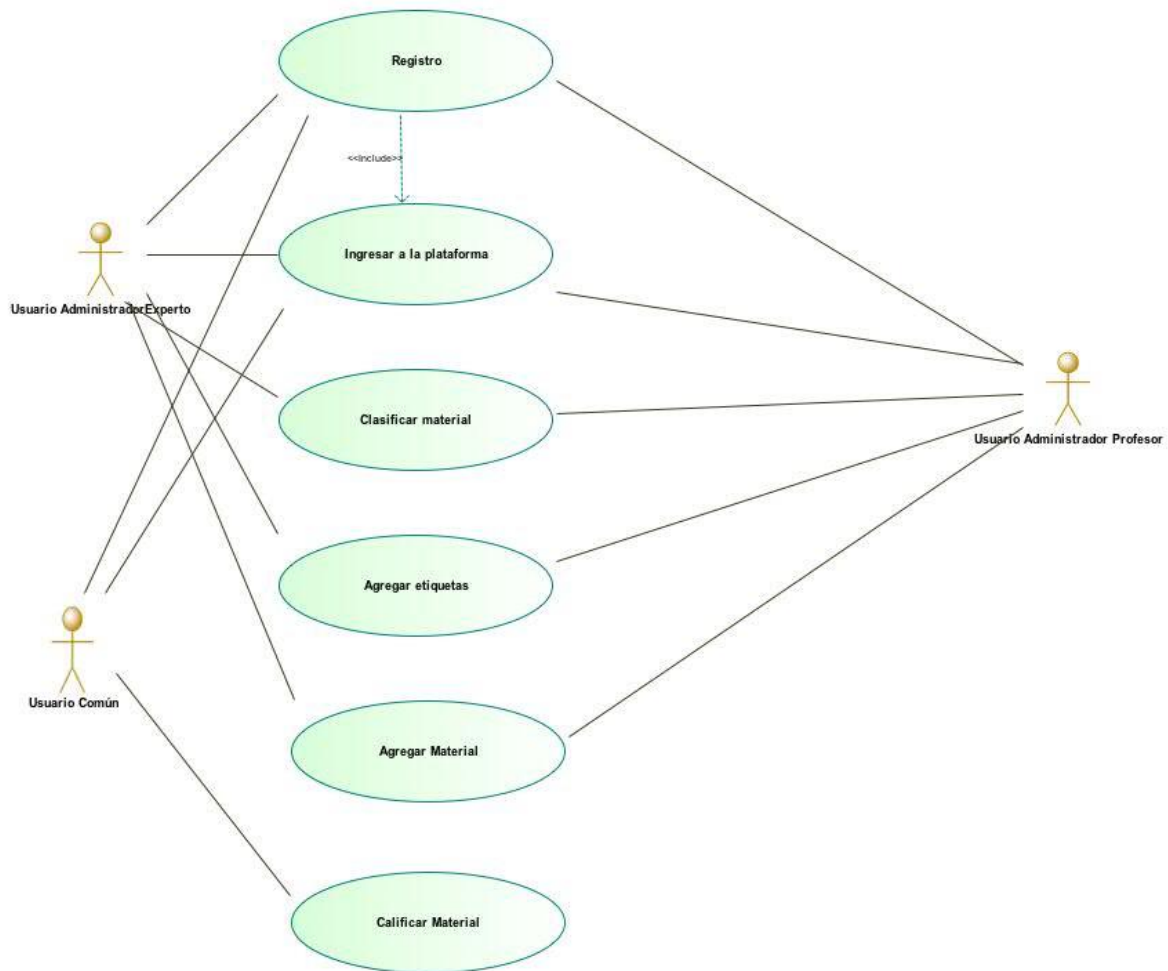 Registro
<<Include>>
Ingresar a la plataforma
Usuario AdministradorExperto
Clasificar material
Usuario Administrador Profesor
Agregar etiquetas
Usuario Común
Agregar Material
Calificar Material